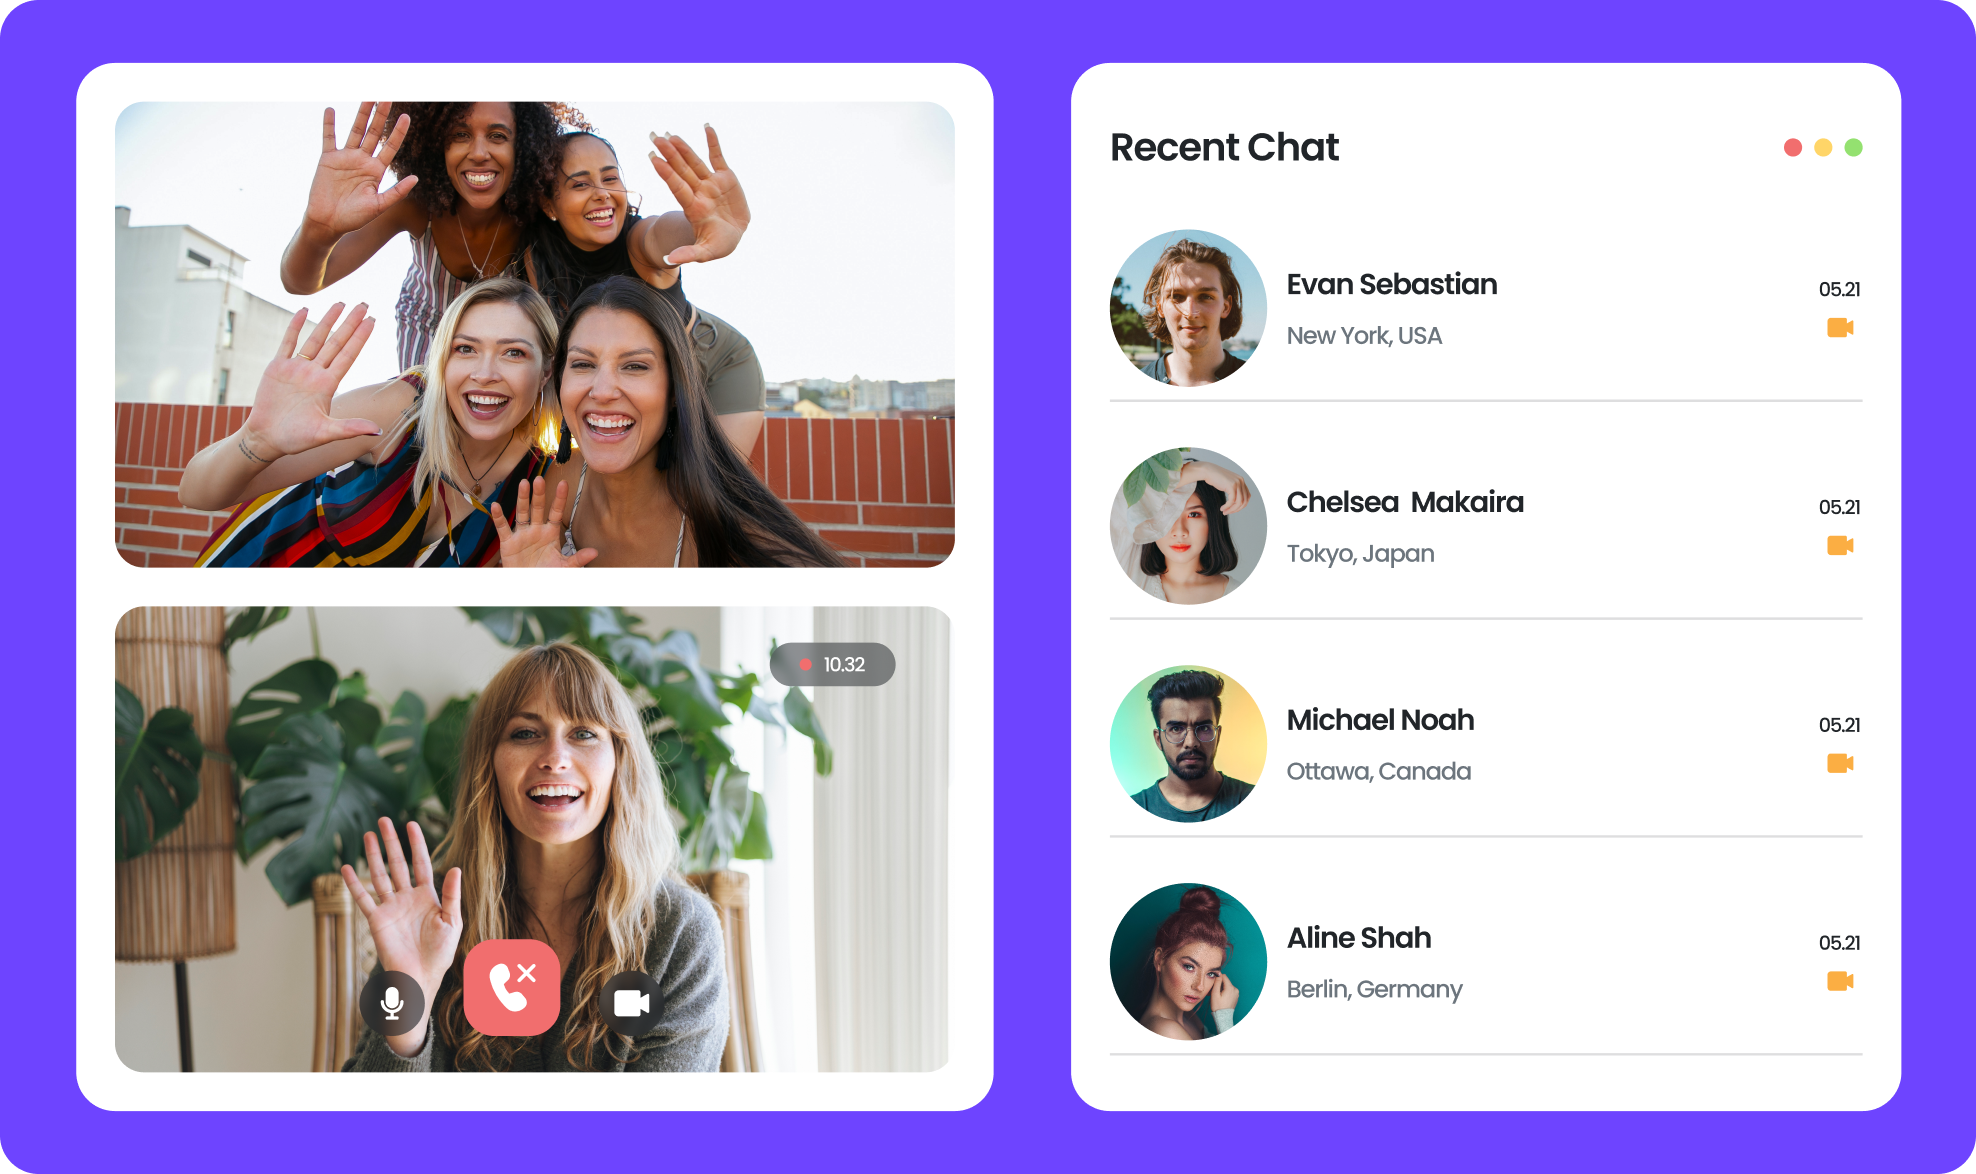 10.32
Recent Chat
Evan Sebastian
05.21
New York, USA
Chelsea  Makaira
05.21
Tokyo, Japan
Michael Noah
05.21
Ottawa, Canada
Aline Shah
05.21
Berlin, Germany